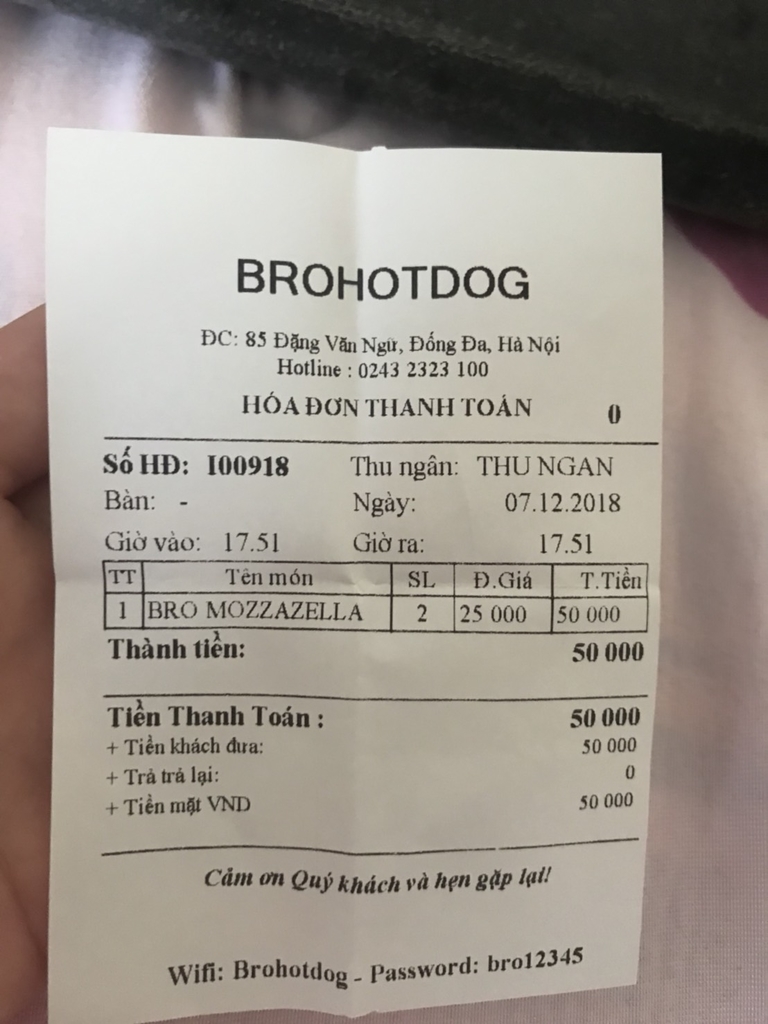 BROHOTDOG
ĐC: 85 Đặng Văn Ngữ, Đống Đa, Hà Nội
Hotline : 0243 2323 100
HÓA ĐƠN THANH TOÁN 0
Số HĐ: I00918 Thu ngân: THU NGAN
Bàn: - Ngày: 07.12.2018
Giờ vào: 17.51 Giờ ra: 17.51
TT Tên món SL Đ.Giá T.Tiền
1 BRO MOZZAZELLA 2 25 000 50 000
Thành tiền: 50 000
Tiền Thanh Toán : 50 000
+ Tiền khách đưa: 50 000
+ Trả trả lại: 0
+ Tiền mặt VND 50 000
Cảm ơn Quý khách và hẹn gặp lại!
Wifi: Brohotdog - Password: bro12345